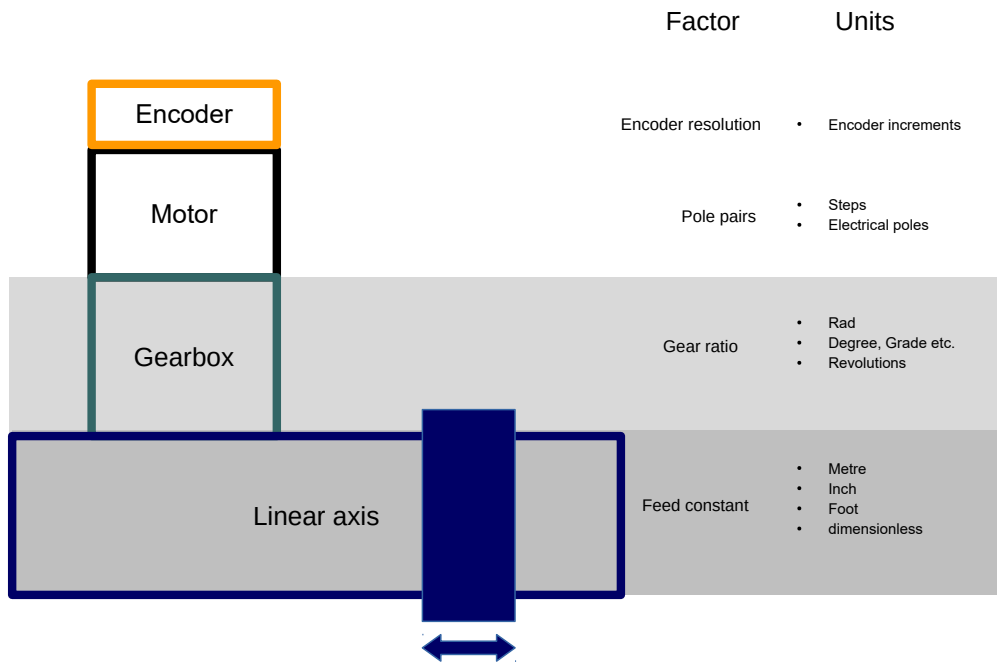 Factor Units
Encoder
Encoder resolution • Encoder increments
Motor
Pole pairs
• Steps
• Electrical poles
Gearbox
Gear ratio
• Rad
• Degree, Grade etc.
• Revolutions
Linear axis
Feed constant
• Metre
• Inch
• Foot
• dimensionless